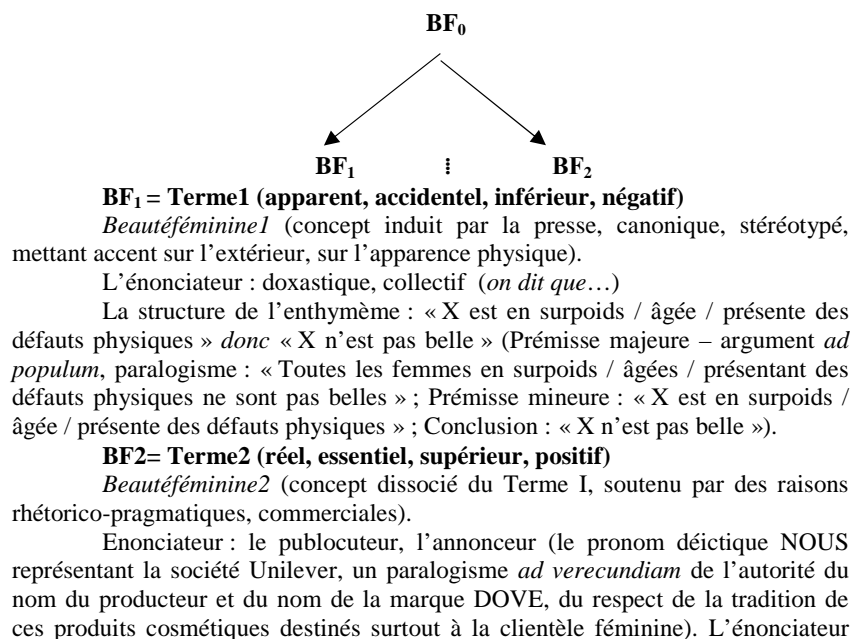 BF₀
BF₁ ⁞ BF₂
BF₁ = Terme1 (apparent, accidentel, inférieur, négatif)
Beautéféminine1 (concept induit par la presse, canonique, stéréotypé,
mettant accent sur l’extérieur, sur l’apparence physique).
L’énonciateur : doxastique, collectif (on dit que…)
La structure de l’enthymème : « X est en surpoids / âgée / présente des
défauts physiques » donc « X n’est pas belle » (Prémisse majeure – argument ad
populum, paralogisme : « Toutes les femmes en surpoids / âgées / présentant des
défauts physiques ne sont pas belles » ; Prémisse mineure : « X est en surpoids /
âgée / présente des défauts physiques » ; Conclusion : « X n’est pas belle »).
BF2= Terme2 (réel, essentiel, supérieur, positif)
Beautéféminine2 (concept dissocié du Terme I, soutenu par des raisons
rhétorico-pragmatiques, commerciales).
Enonciateur : le publocuteur, l’annonceur (le pronom déictique NOUS
représentant la société Unilever, un paralogisme ad verecundiam de l’autorité du
nom du producteur et du nom de la marque DOVE, du respect de la tradition de
ces produits cosmétiques destinés surtout à la clientèle féminine). L’énonciateur